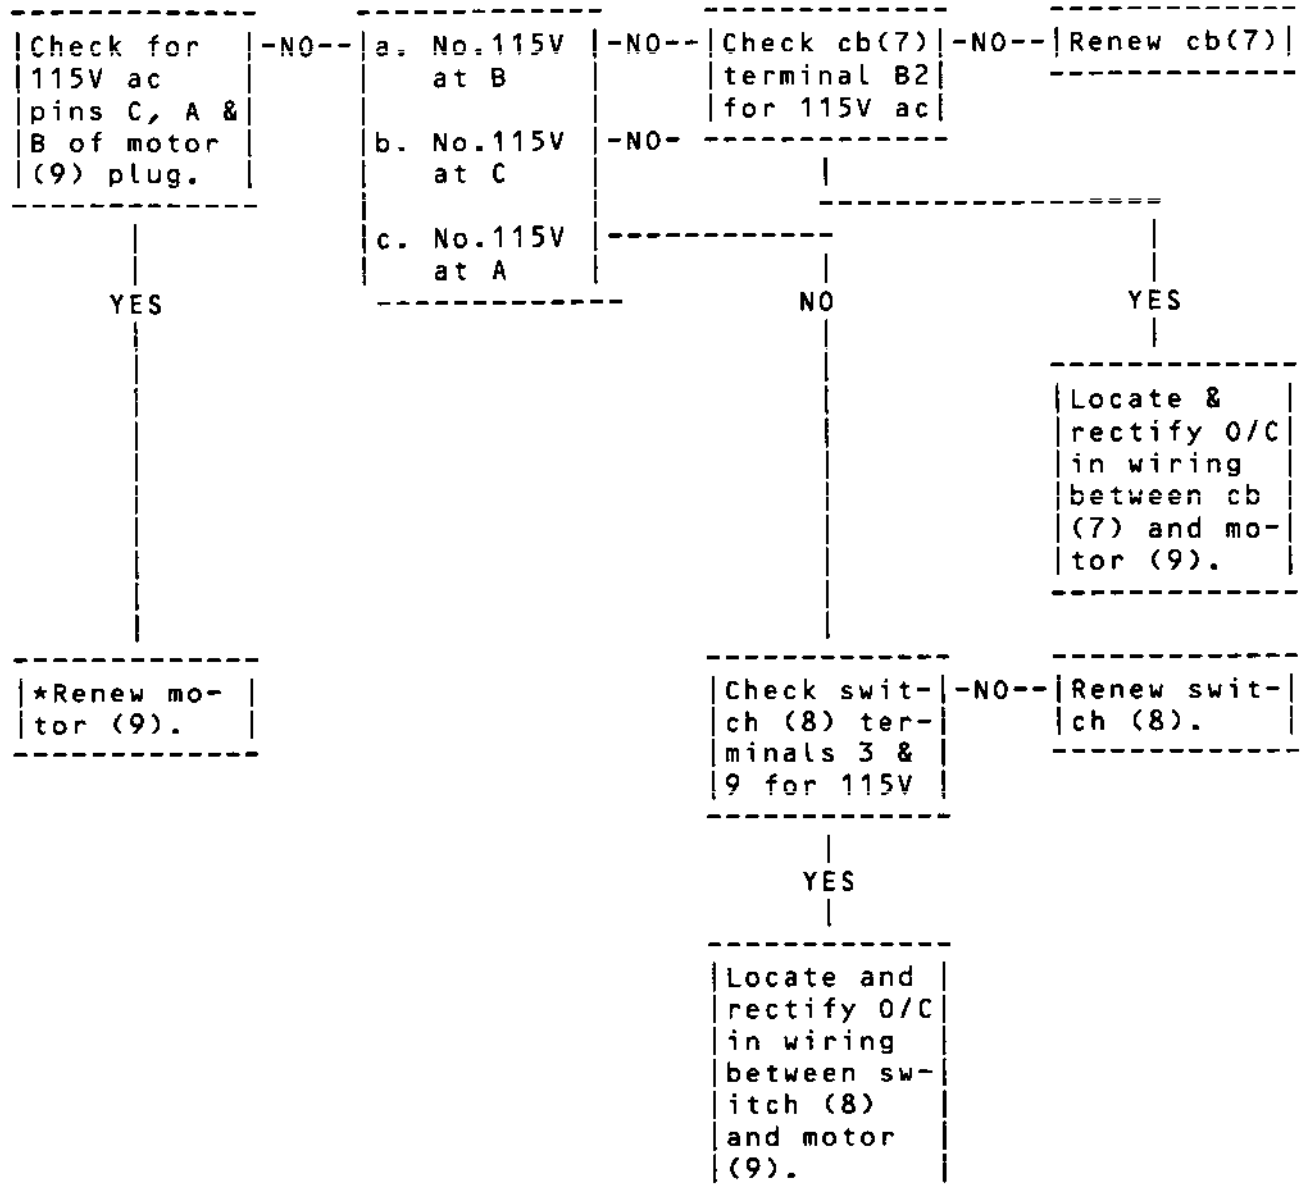 Check for
115V ac
pins C, A &
B of motor
(9) plug.
-NO--
a. No.115V
at B
b. No.115V
at C
c. No.115V
at A
-NO--
-NO-
Check cb(7)
terminal B2
for 115V ac
-NO--
Renew cb(7)
YES
NO
YES
Locate &
rectify O/C
in wiring
between cb
(7) and mo-
tor (9).
*Renew mo-
tor (9).
Check swit-
ch (8) ter-
minals 3 &
9 for 115V
-NO--
Renew swit-
ch (8).
YES
Locate and
rectify O/C
in wiring
between sw-
itch (8)
and motor
(9).